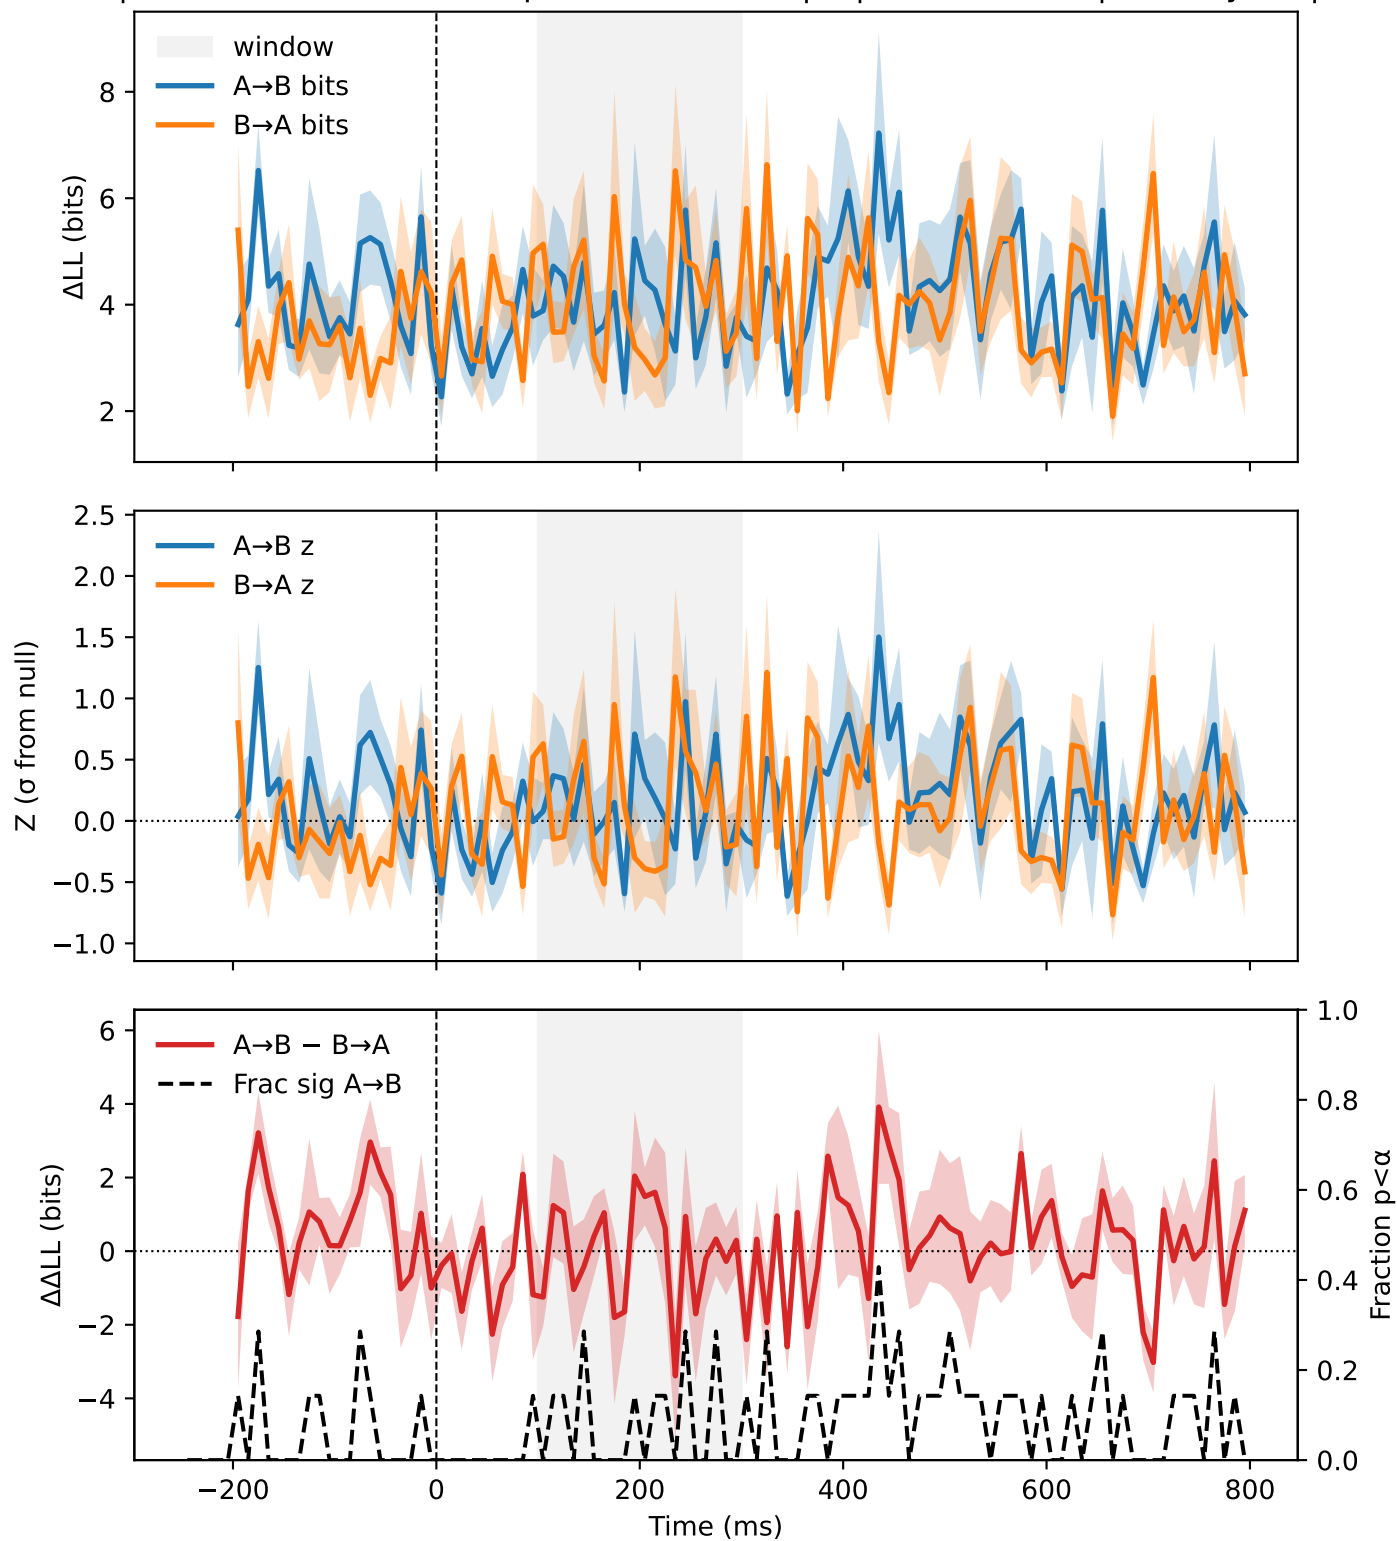 window
A→B bits
B→A bits
8
6
4
2
ΔLL (bits)
2.5
2.0
1.5
1.0
0.5
0.0
−0.5
−1.0
Z (σ from null)
A→B z
B→A z
6
4
2
0
−2
−4
ΔΔLL (bits)
A→B − B→A
Frac sig A→B
1.0
0.8
0.6
0.4
0.2
0.0
Fraction p<α
−200
0
200
400
600
800
Time (ms)